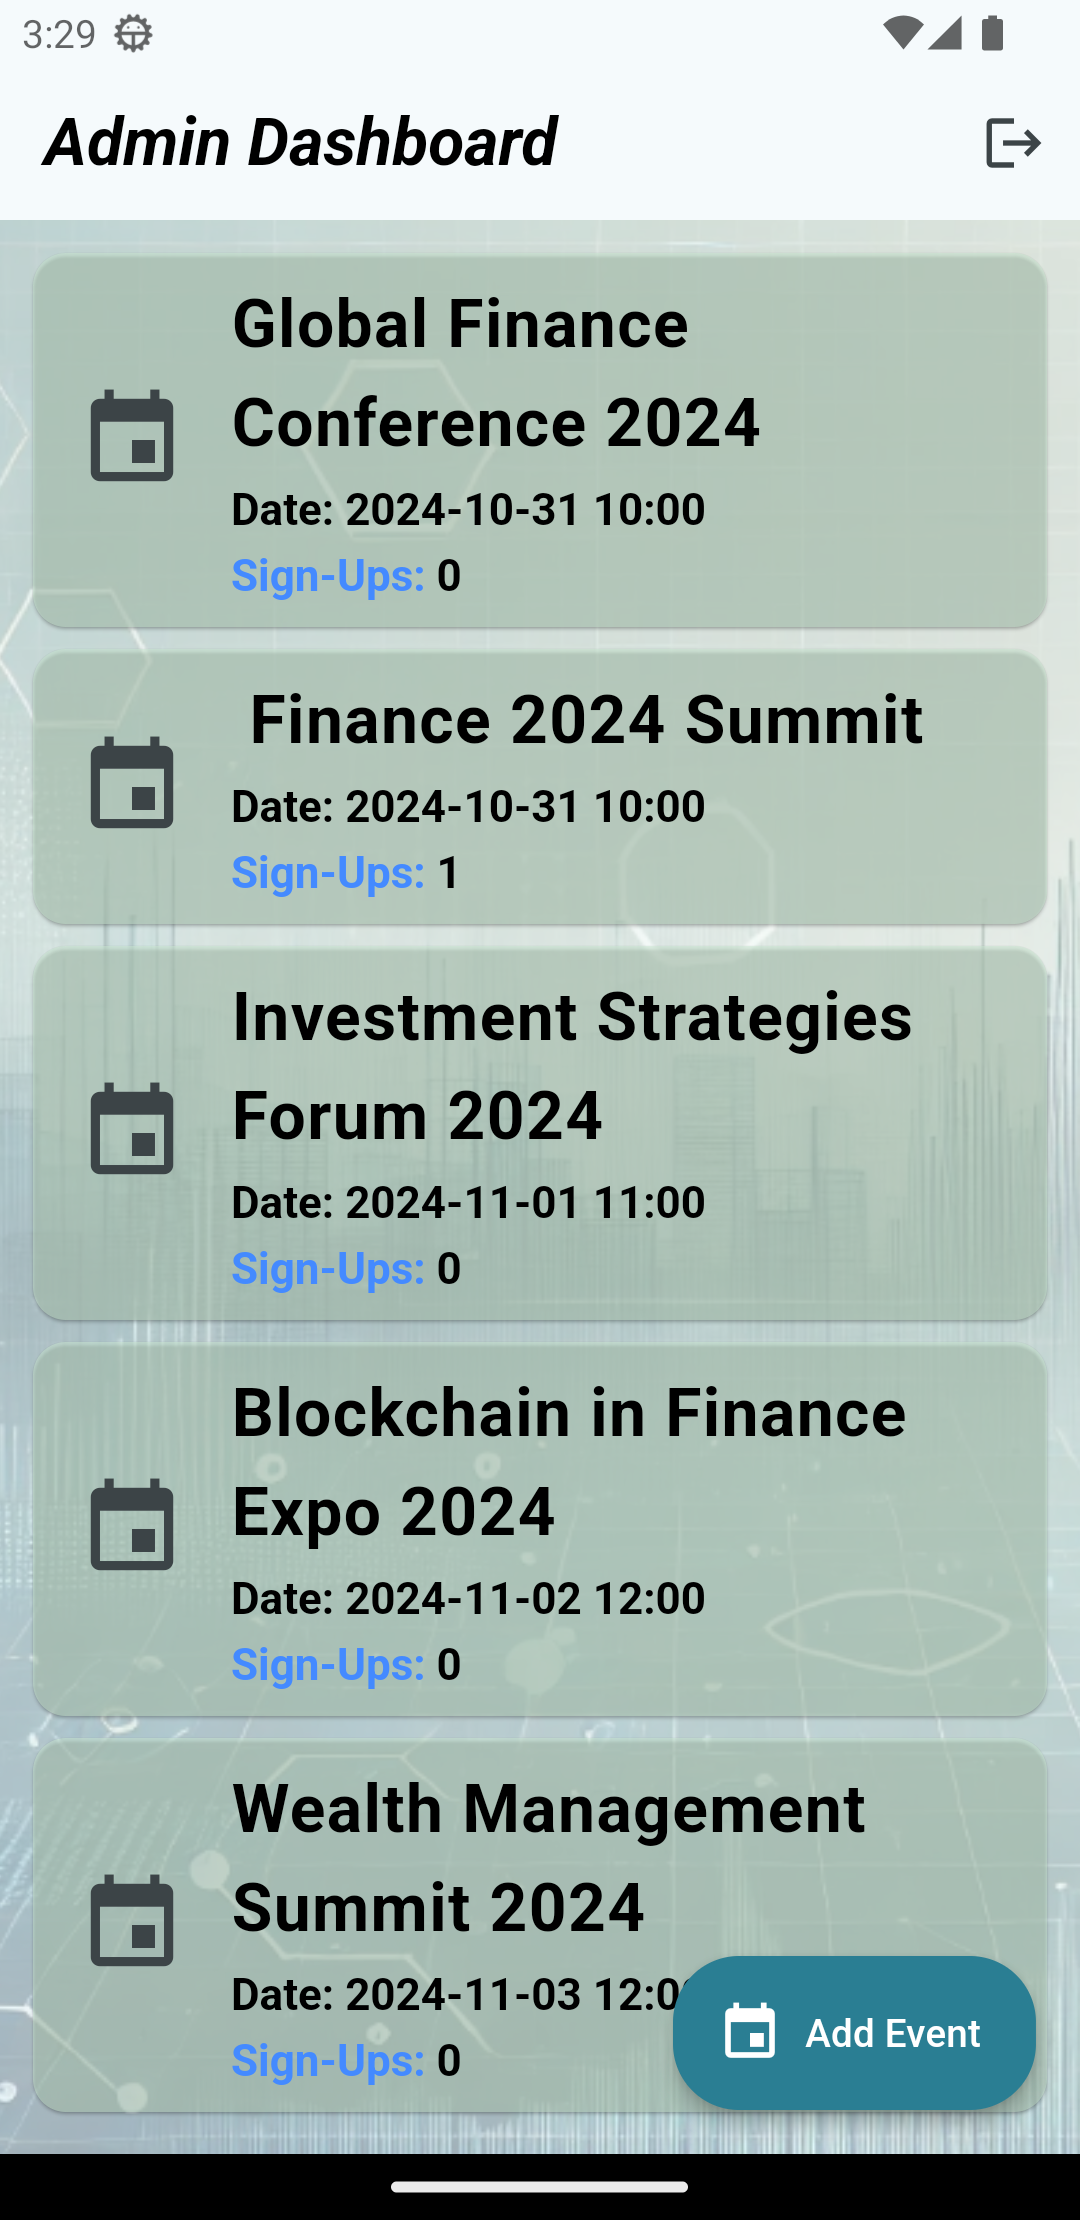 3:29
Admin Dashboard
Global Finance
Conference 2024
Date: 2024-10-31 10:00
Sign-Ups: 0
Finance 2024 Summit
Date: 2024-10-31 10:00
Sign-Ups: 1
Investment Strategies
Forum 2024
Date: 2024-11-01 11:00
Sign-Ups: 0
Blockchain in Finance
Expo 2024
Date: 2024-11-02 12:00
Sign-Ups: 0
Wealth Management
Summit 2024
Date: 2024-11-03
Add Event
Sign-Ups: 0